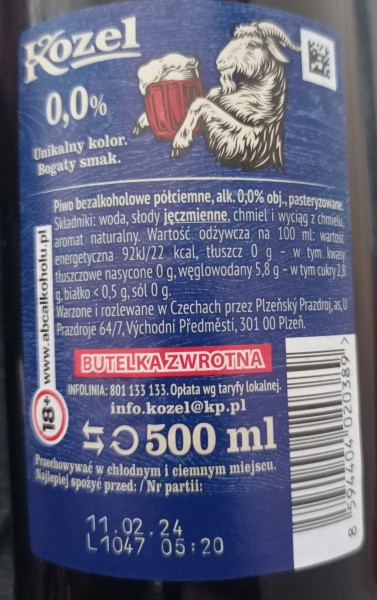 Kozel
0,0%
Unikalny kolor.
Bogaty smak.
Piwo bezalkoholowe półciemne, alk. 0,0% obj., pasteryzowane.
Składniki: woda, słody jęczmienne, chmiel i wyciąg z chmielu,
aromat naturalny. Wartość odżywcza na 100 ml: wartość
energetyczna 92kJ/22 kcal, tłuszcz 0 g - w tym kwasy
tłuszczowe nasycone 0 g, węglowodany 5,8 g - w tym cukry 2,8
g, białko < 0,5 g, sól 0 g.
Warzone i rozlewane w Czechach przez Plzeňský Prazdroj, as, U
Prazdroje 64/7, Východní Předměstí, 301 00 Plzeň.
BUTELKA ZWROTNA
INFOLINIA: 801 133 133. Opłata wg taryfy lokalnej.
info.kozel@kp.pl
500 ml
Przechowywać w chłodnym i ciemnym miejscu.
Najlepiej spożyć przed: / Nr partii:
11.02.24
L1047 05:20
18+ www.abcalkoholu.pl
8 594404 020389 >